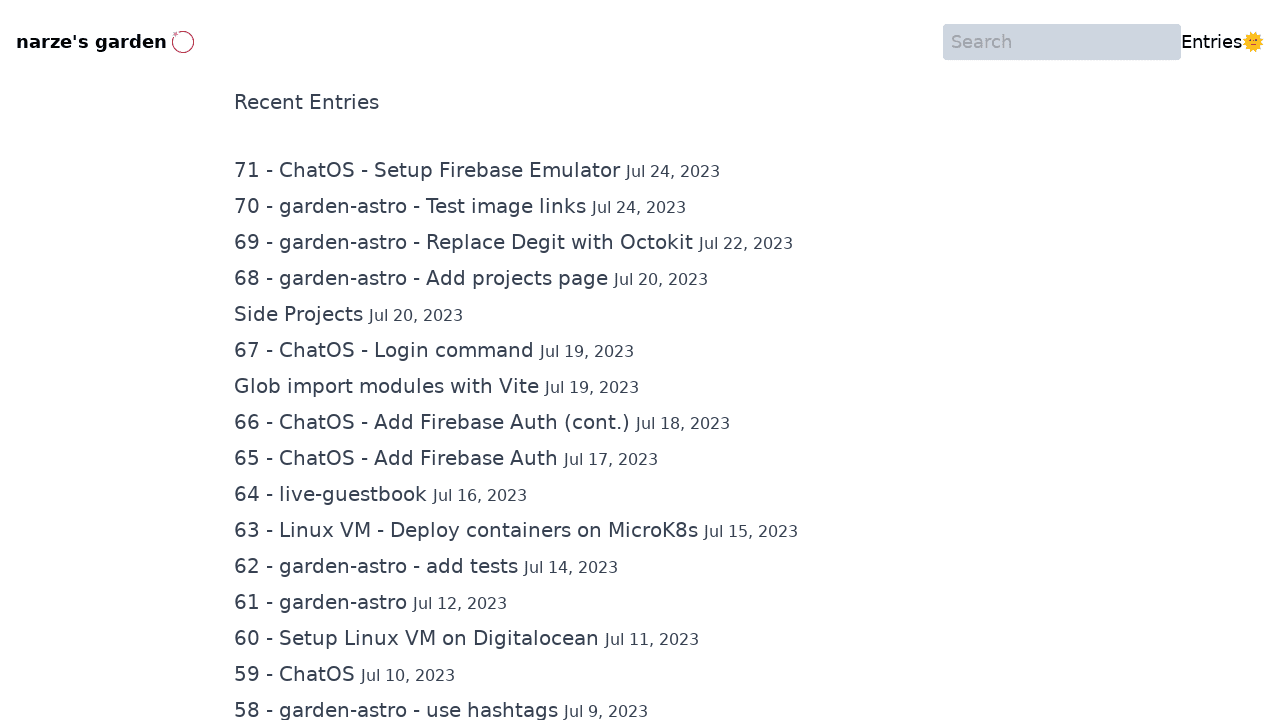 narze's garden
Search
Entries🌞
Recent Entries
71 - ChatOS - Setup Firebase Emulator Jul 24, 2023
70 - garden-astro - Test image links Jul 24, 2023
69 - garden-astro - Replace Degit with Octokit Jul 22, 2023
68 - garden-astro - Add projects page Jul 20, 2023
Side Projects Jul 20, 2023
67 - ChatOS - Login command Jul 19, 2023
Glob import modules with Vite Jul 19, 2023
66 - ChatOS - Add Firebase Auth (cont.) Jul 18, 2023
65 - ChatOS - Add Firebase Auth Jul 17, 2023
64 - live-guestbook Jul 16, 2023
63 - Linux VM - Deploy containers on MicroK8s Jul 15, 2023
62 - garden-astro - add tests Jul 14, 2023
61 - garden-astro Jul 12, 2023
60 - Setup Linux VM on Digitalocean Jul 11, 2023
59 - ChatOS Jul 10, 2023
58 - garden-astro - use hashtags Jul 9, 2023